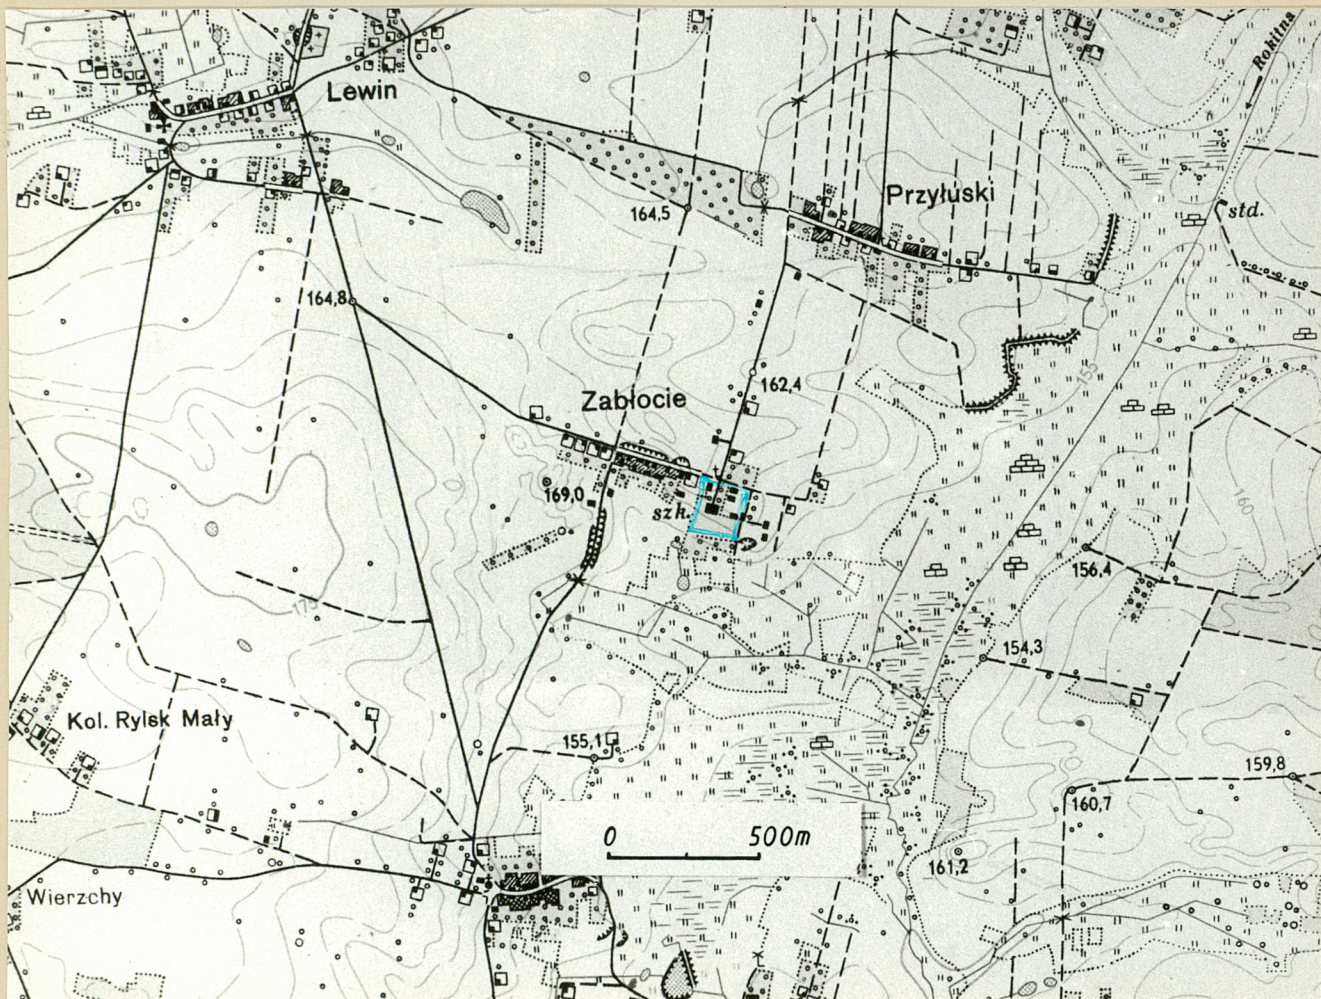 Rokitna
Lewin
Przyłuski
164,5
std.
164,8
155
162,4
Zabłocie
169,0
szk.
160
156,4
175
154,3
Kol. Rylsk Mały
155,1
159,8
160,7
0 500m
161,2
Wierzchy